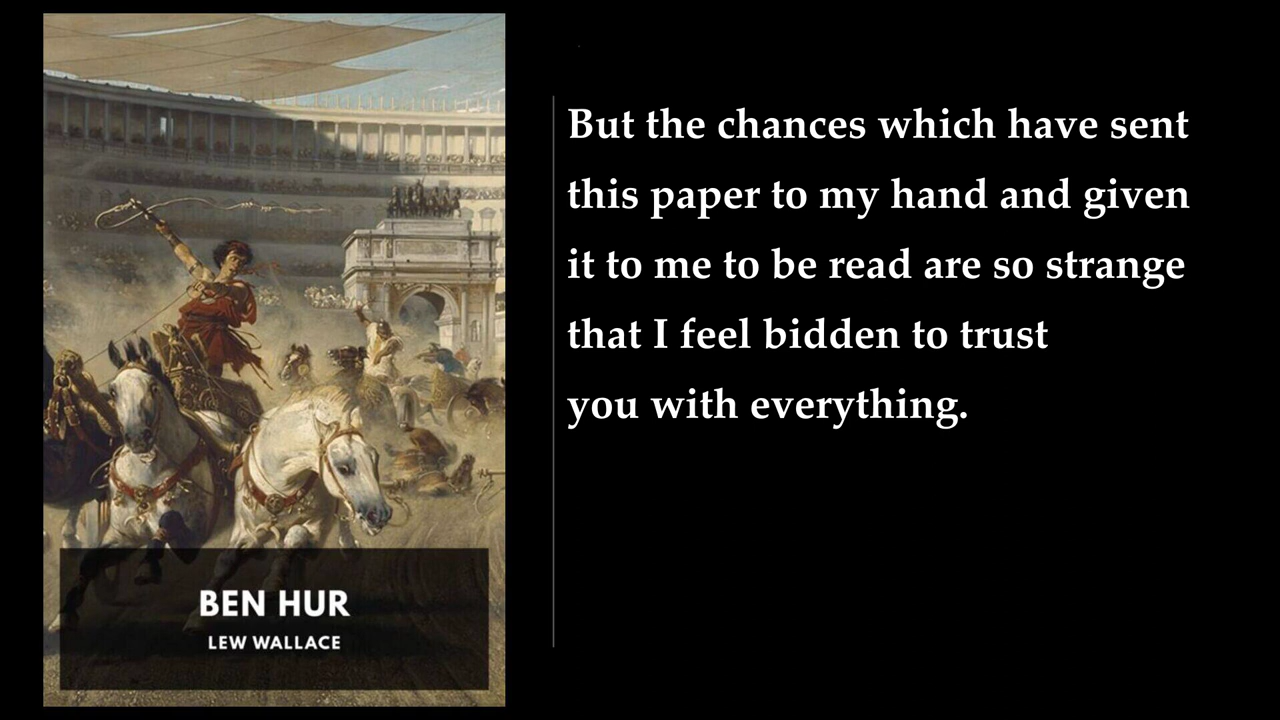 But the chances which have sent
this paper to my hand and given
it to me to be read are so strange
that I feel bidden to trust
you with everything.
BEN HUR
LEW WALLACE